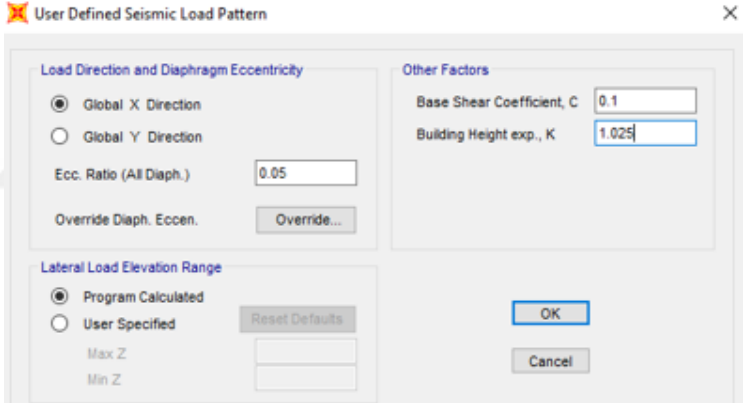 User Defined Seismic Load Pattern
Load Direction and Diaphragm Eccentricity
Global X Direction
Global Y Direction
Ecc. Ratio (All Diaph.) 0.05
Override Diaph. Eccen. Override...
Other Factors
Base Shear Coefficient, C 0.1
Building Height exp., K 1.025
Lateral Load Elevation Range
Program Calculated
User Specified Reset Defaults
Max Z
Min Z
OK
Cancel